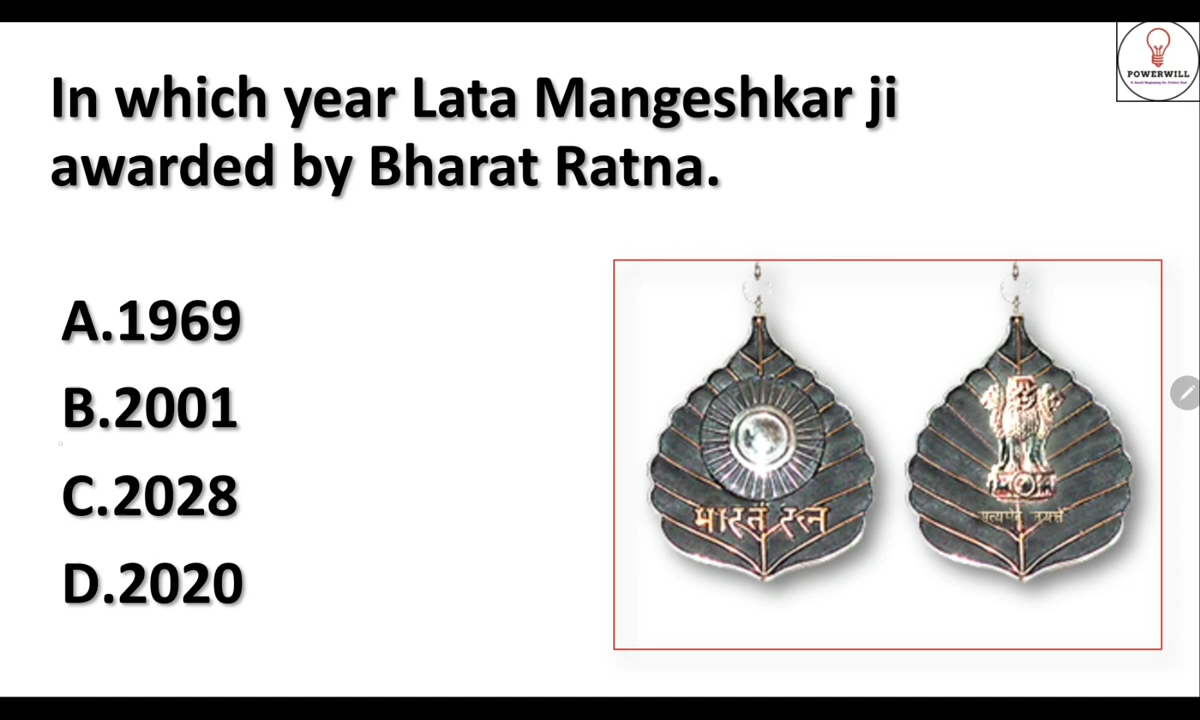 POWERWILL
In which year Lata Mangeshkar ji
awarded by Bharat Ratna.
A.1969
B.2001
C.2028
D.2020
भारत रत्न
सत्यमेव जयते